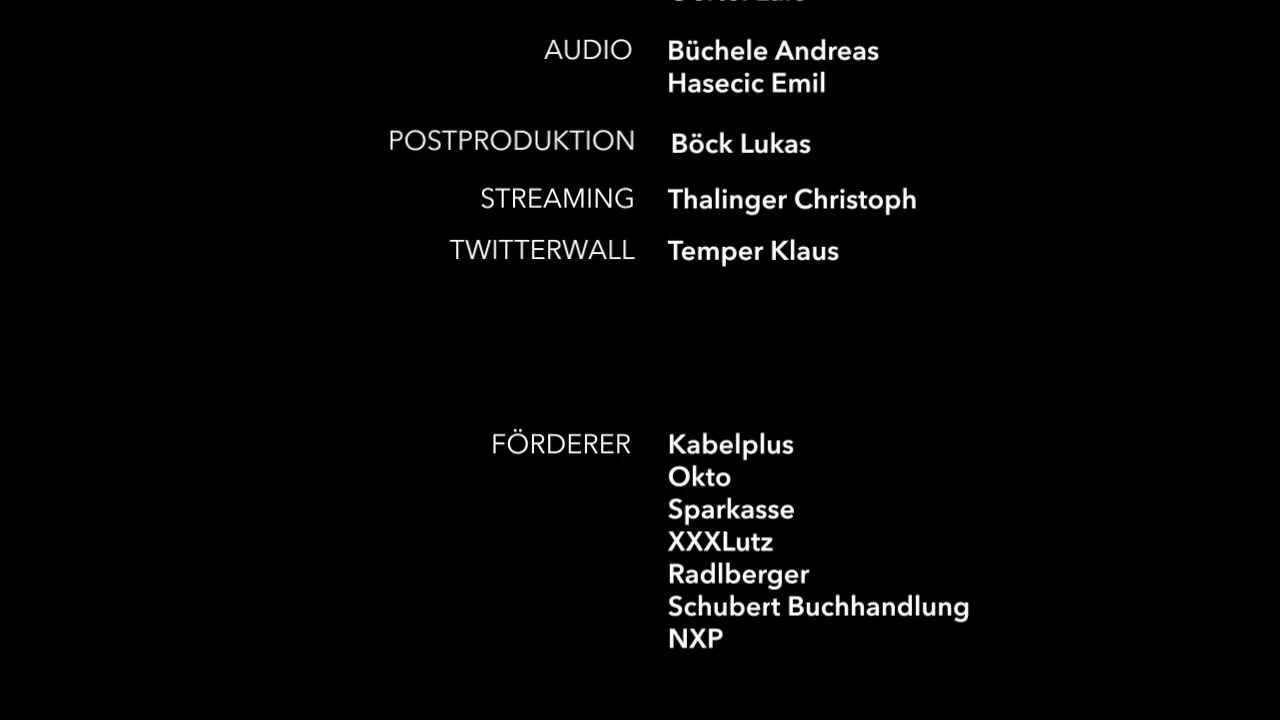 AUDIO Büchele Andreas
Hasecic Emil
POSTPRODUKTION Böck Lukas
STREAMING Thalinger Christoph
TWITTERWALL Temper Klaus
FÖRDERER Kabelplus
Okto
Sparkasse
XXXLutz
Radlberger
Schubert Buchhandlung
NXP